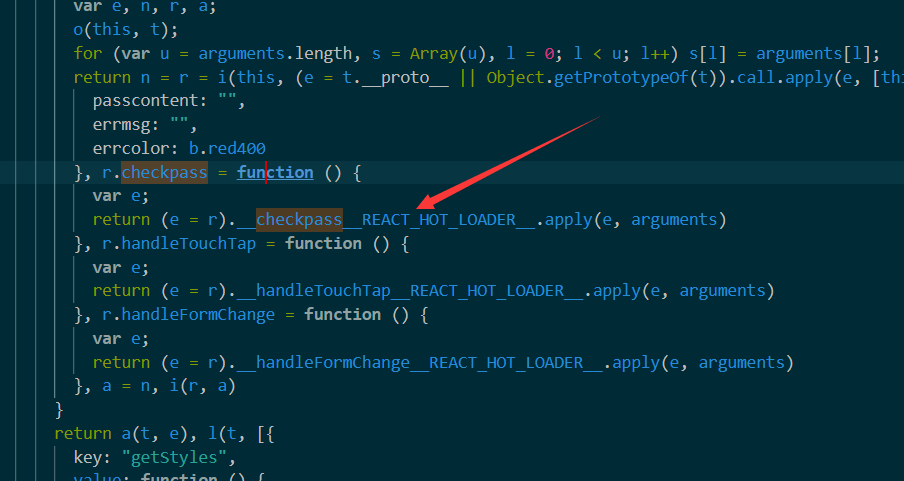 var e, n, r, a;
o(this, t);
for (var u = arguments.length, s = Array(u), l = 0; l < u; l++) s[l] = arguments[l];
return n = r = i(this, (e = t.__proto__ || Object.getPrototypeOf(t)).call.apply(e, [thi
passcontent: "",
errmsg: "",
errcolor: b.red400
}, r.checkpass = function () {
var e;
return (e = r).__checkpass__REACT_HOT_LOADER__.apply(e, arguments)
}, r.handleTouchTap = function () {
var e;
return (e = r).__handleTouchTap__REACT_HOT_LOADER__.apply(e, arguments)
}, r.handleFormChange = function () {
var e;
return (e = r).__handleFormChange__REACT_HOT_LOADER__.apply(e, arguments)
}, a = n, i(r, a)
}
return a(t, e), l(t, [{
key: "getStyles",
value: function () {